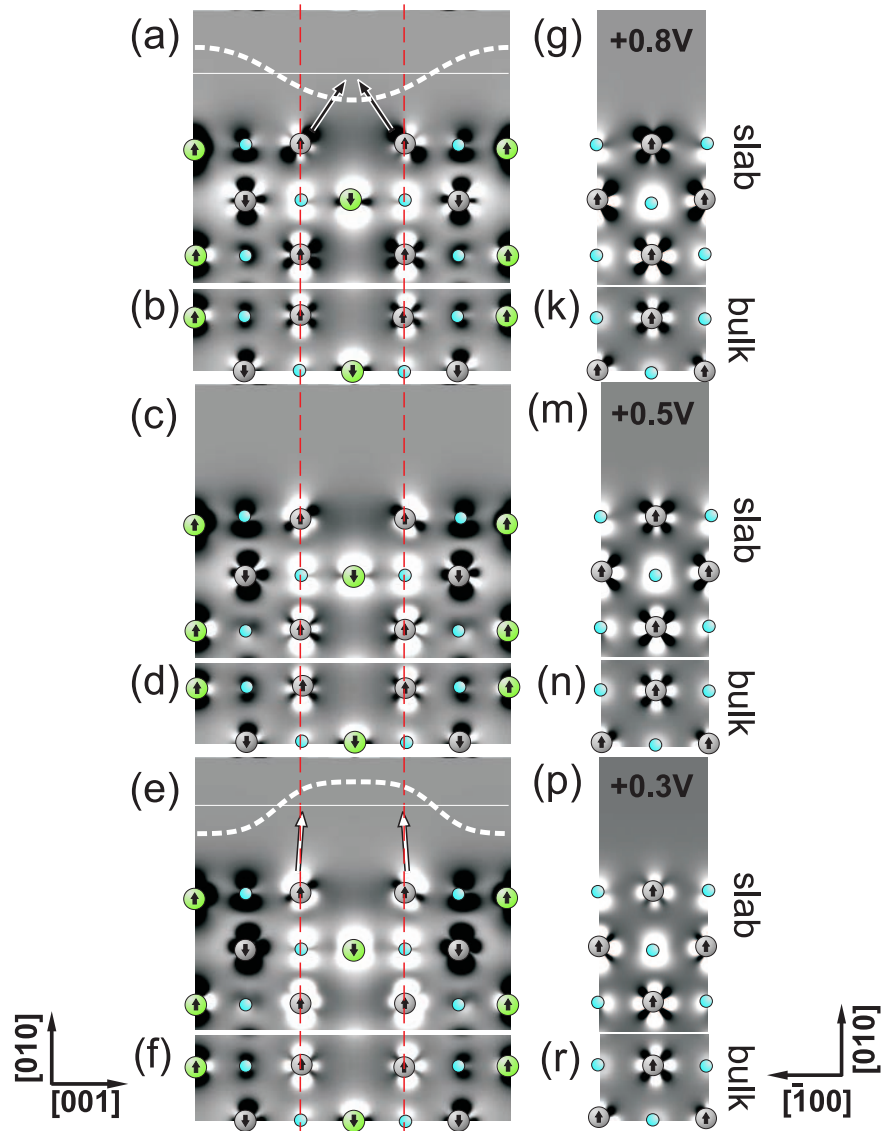 (a)
(g)
+0.8V
slab
(b)
(k)
bulk
(c)
(m)
+0.5V
slab
(d)
(n)
bulk
(e)
(p)
+0.3V
slab
(f)
(r)
bulk
[010]
[001]
[010]
[1̄00]